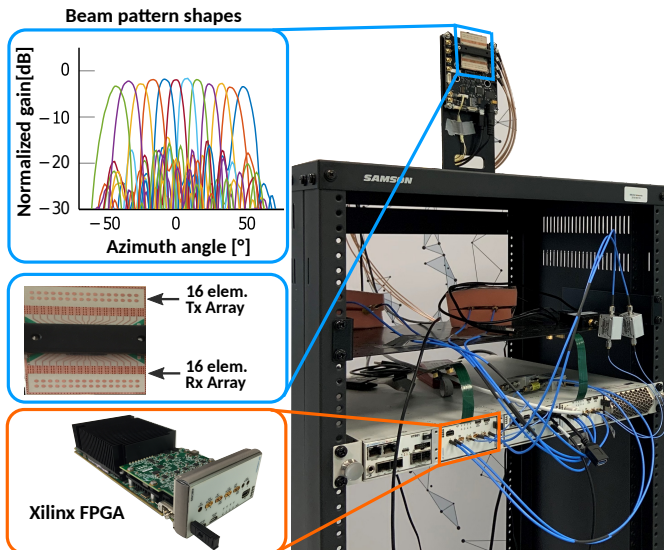 Beam pattern shapes
Normalized gain[dB]
0
−10
−20
−30
−50
0
50
Azimuth angle [°]
16 elem.
Tx Array
16 elem.
Rx Array
Xilinx FPGA
SAMSON